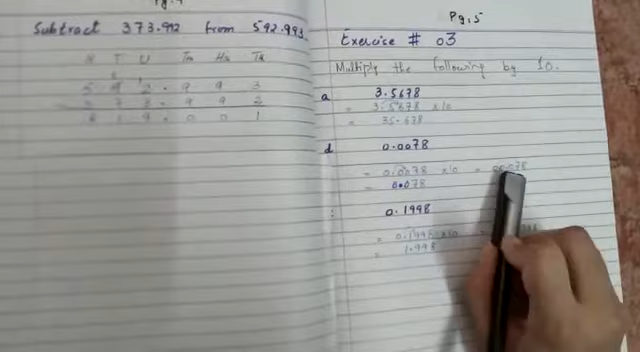 Subtract 373.992 from 592.993
H T U . Tn Hn Th
5 9 2 . 9 9 3
3 7 3 . 9 9 2
2 1 9 . 0 0 1
Pg.5
Exercise # 03
Multiply the following by 10.
a 3.5678
= 3.5678 x10
= 35.678
d 0.0078
= 0.0078 x10 = 00.078
= 0.078
0.1998
= 0.1998 x10 =
= 1.998